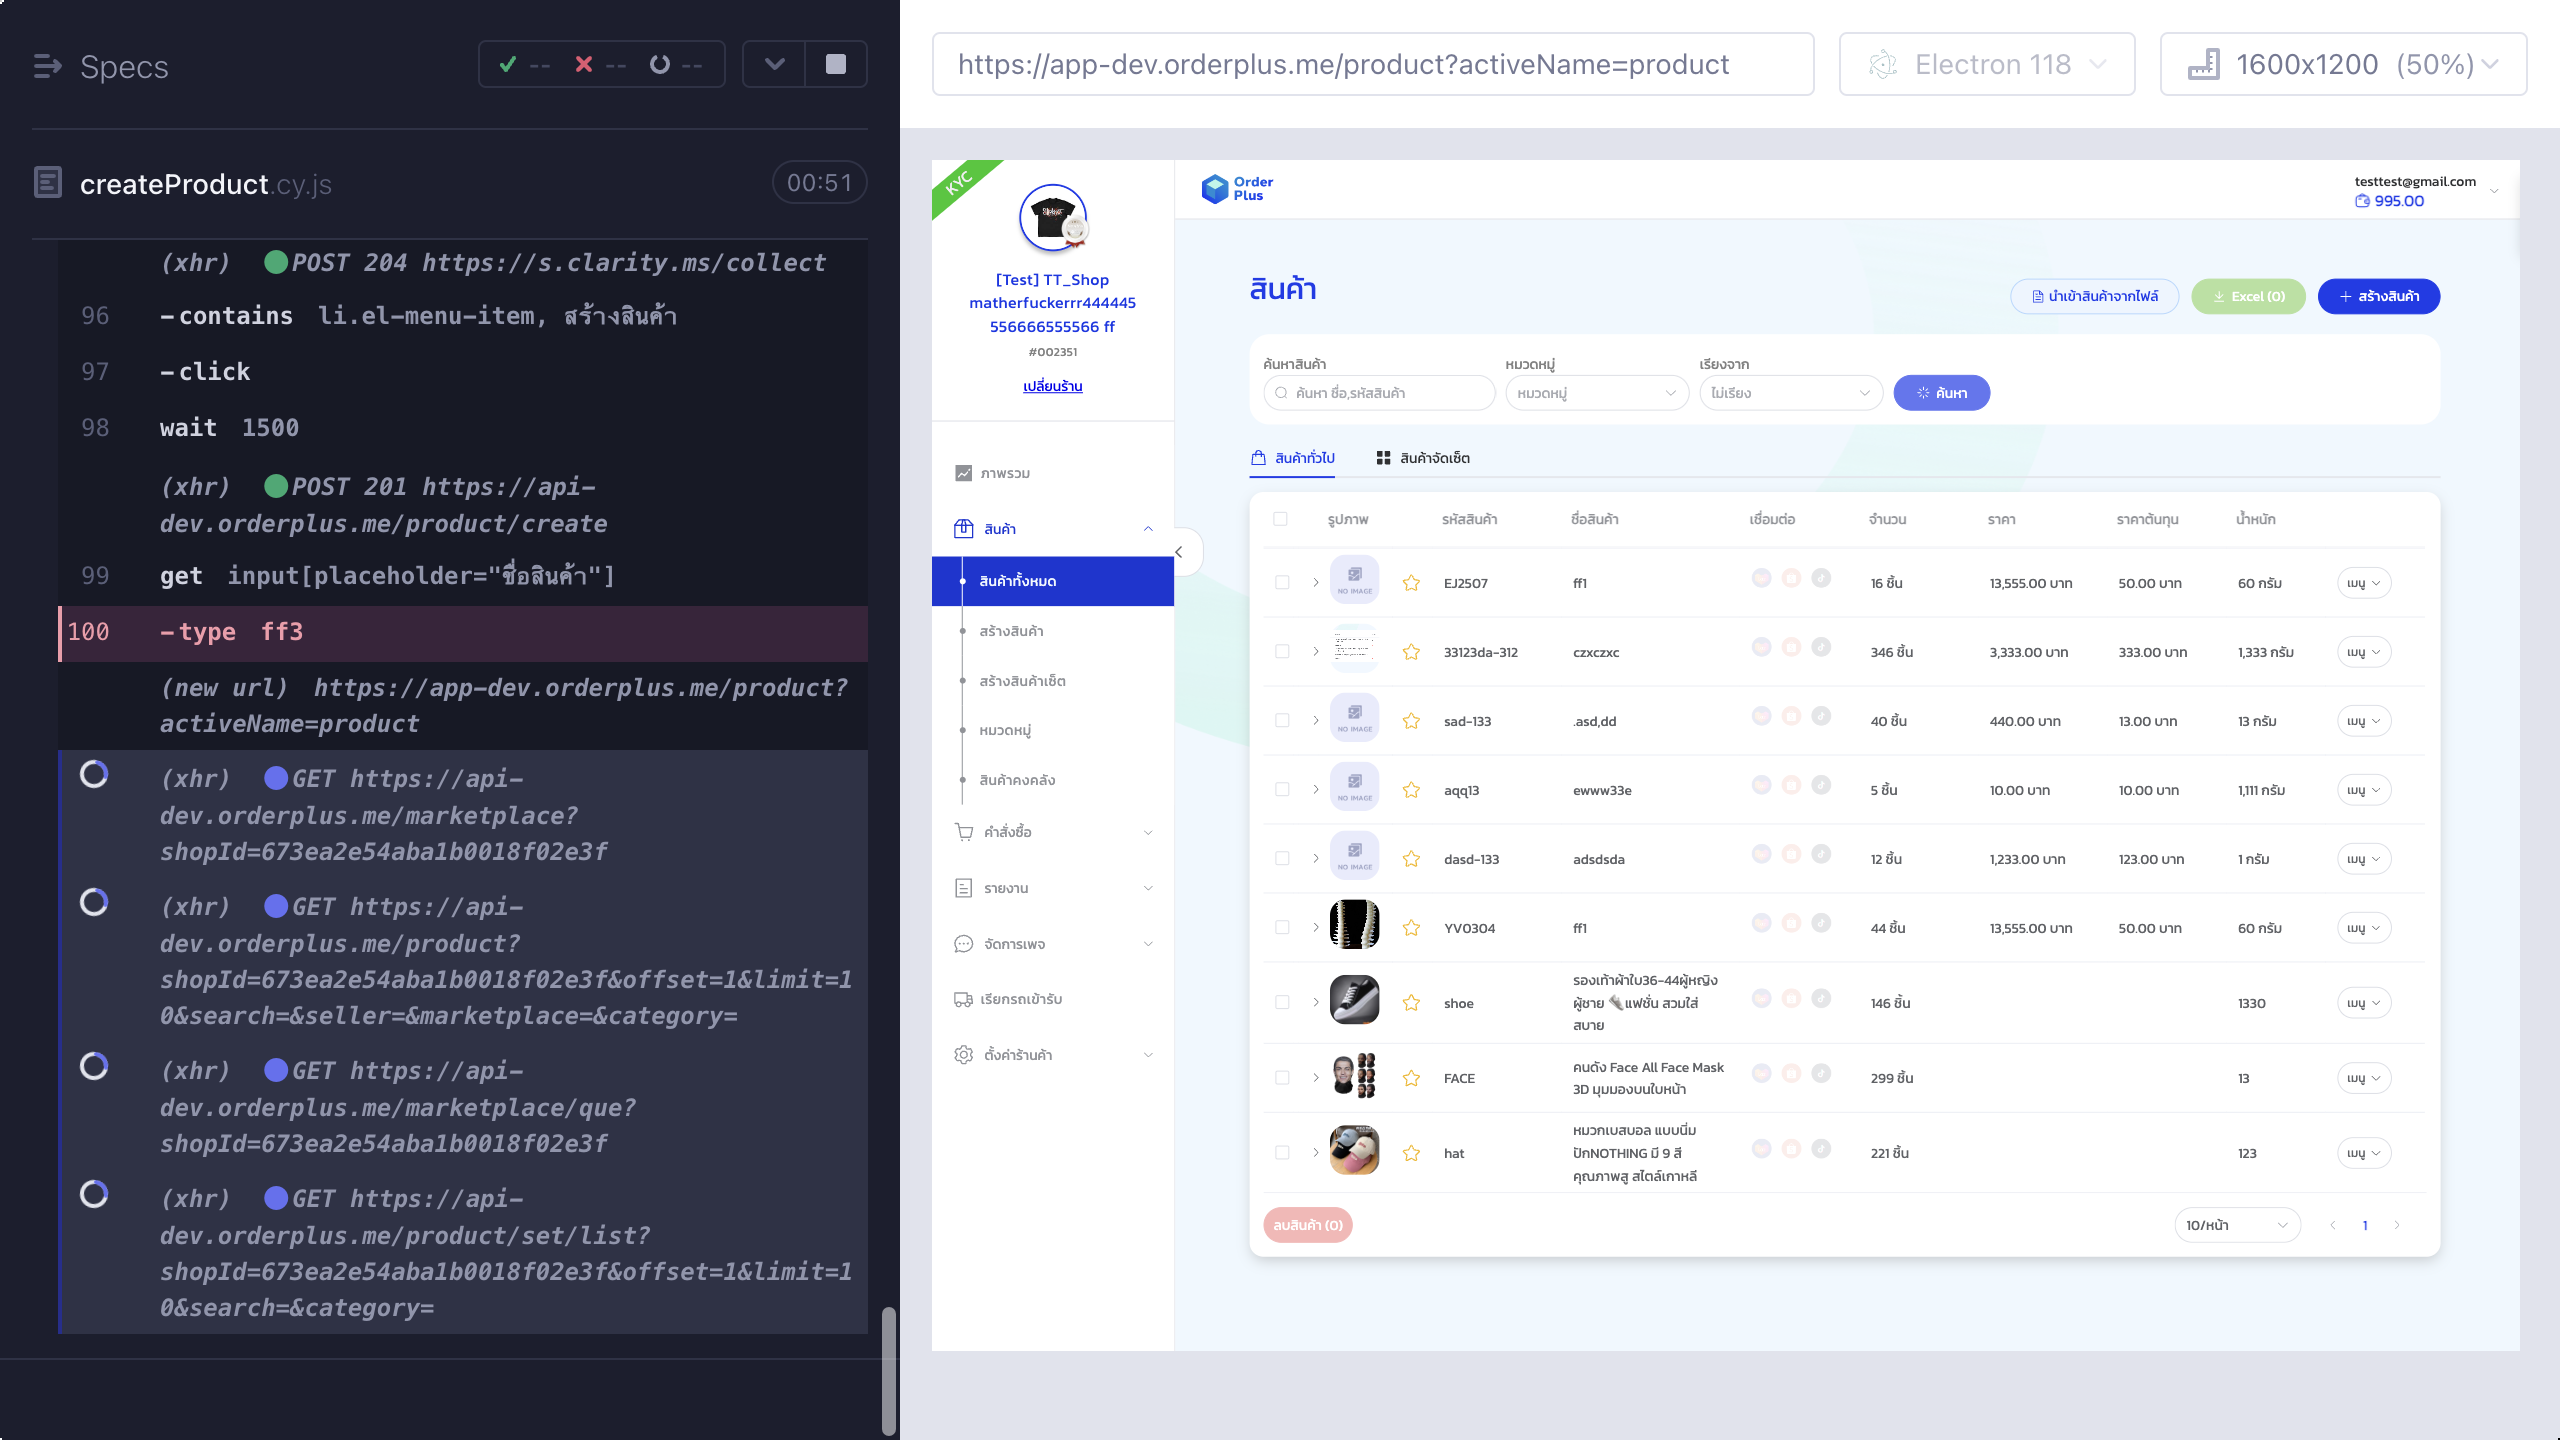 Specs
-- -- --
createProduct.cy.js
00:51
(xhr) POST 204 https://s.clarity.ms/collect
96 -contains li.el-menu-item, สร้างสินค้า
97 -click
98 wait 1500
(xhr) POST 201 https://api-
dev.orderplus.me/product/create
99 get input[placeholder="ชื่อสินค้า"]
100 -type ff3
(new url) https://app-dev.orderplus.me/product?
activeName=product
(xhr) GET https://api-
dev.orderplus.me/marketplace?
shopId=673ea2e54aba1b0018f02e3f
(xhr) GET https://api-
dev.orderplus.me/product?
shopId=673ea2e54aba1b0018f02e3f&offset=1&limit=1
0&search=&seller=&marketplace=&category=
(xhr) GET https://api-
dev.orderplus.me/marketplace/que?
shopId=673ea2e54aba1b0018f02e3f
(xhr) GET https://api-
dev.orderplus.me/product/set/list?
shopId=673ea2e54aba1b0018f02e3f&offset=1&limit=1
0&search=&category=
https://app-dev.orderplus.me/product?activeName=product
Electron 118
1600x1200 (50%)
KYC
[Test] TT_Shop
matherfuckerrr444445
556666555566 ff
#002351
เปลี่ยนร้าน
ภาพรวม
สินค้า
สินค้าทั้งหมด
สร้างสินค้า
สร้างสินค้าเซ็ต
หมวดหมู่
สินค้าคงคลัง
คำสั่งซื้อ
รายงาน
จัดการเพจ
เรียกรถเข้ารับ
ตั้งค่าร้านค้า
Order
Plus
testtest@gmail.com
995.00
สินค้า
นำเข้าสินค้าจากไฟล์
Excel (0)
สร้างสินค้า
ค้นหาสินค้า หมวดหมู่ เรียงจาก
ค้นหา ชื่อ,รหัสสินค้า หมวดหมู่ ไม่เรียง ค้นหา
สินค้าทั่วไป สินค้าจัดเซ็ต
รูปภาพ รหัสสินค้า ชื่อสินค้า เชื่อมต่อ จำนวน ราคา ราคาต้นทุน น้ำหนัก
NO IMAGE EJ2507 ff1 16 ชิ้น 13,555.00 บาท 50.00 บาท 60 กรัม เมนู
33123da-312 czxczxc 346 ชิ้น 3,333.00 บาท 333.00 บาท 1,333 กรัม เมนู
NO IMAGE sad-133 .asd,dd 40 ชิ้น 440.00 บาท 13.00 บาท 13 กรัม เมนู
NO IMAGE aqq13 ewww33e 5 ชิ้น 10.00 บาท 10.00 บาท 1,111 กรัม เมนู
NO IMAGE dasd-133 adsdsda 12 ชิ้น 1,233.00 บาท 123.00 บาท 1 กรัม เมนู
YV0304 ff1 44 ชิ้น 13,555.00 บาท 50.00 บาท 60 กรัม เมนู
รองเท้าผ้าใบ36-44ผู้หญิง
ผู้ชาย 👟แฟชั่น สวมใส่
สบาย
shoe 146 ชิ้น 1330 เมนู
คนดัง Face All Face Mask
3D มุมมองบนใบหน้า
FACE 299 ชิ้น 13 เมนู
หมวกเบสบอล แบบนิ่ม
ปักNOTHING มี 9 สี
คุณภาพสู สไตล์เกาหลี
hat 221 ชิ้น 123 เมนู
ลบสินค้า (0)
10/หน้า 1